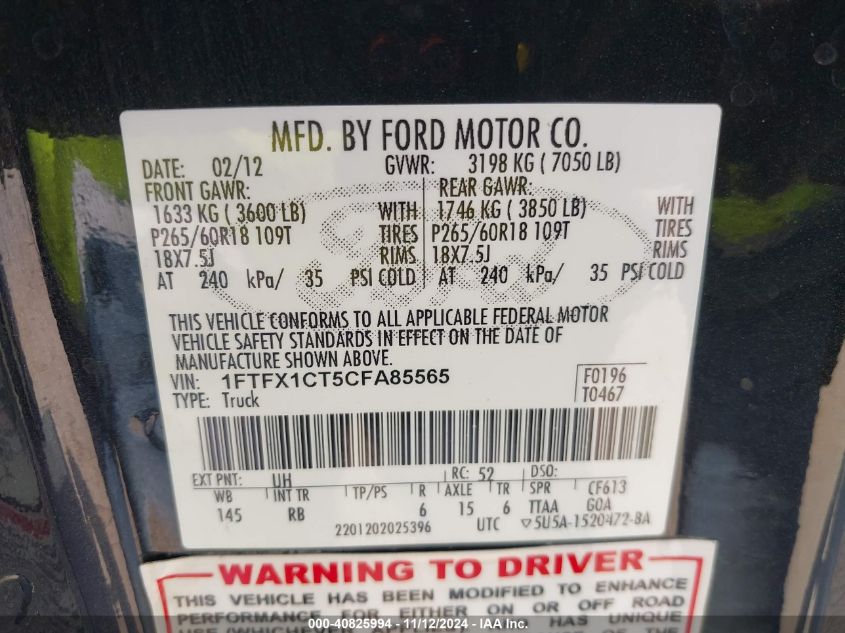 MFD. BY FORD MOTOR CO.
DATE: 02/12 GVWR: 3198 KG ( 7050 LB)
FRONT GAWR: REAR GAWR:
1633 KG ( 3600 LB) WITH 1746 KG ( 3850 LB) WITH
P265/60R18 109T TIRES P265/60R18 109T TIRES
18X7.5J RIMS 18X7.5J RIMS
AT 240 kPa/ 35 PSI COLD AT 240 kPa/ 35 PSI COLD
THIS VEHICLE CONFORMS TO ALL APPLICABLE FEDERAL MOTOR
VEHICLE SAFETY STANDARDS IN EFFECT ON THE DATE OF
MANUFACTURE SHOWN ABOVE.
VIN: 1FTFX1CT5CFA85565 F0196
TYPE: Truck T0467
EXT PNT: UH RC: 52 DSO:
WB INT TR TP/PS R AXLE TR SPR CF613
145 RB 6 15 6 TTAA GOA
2201202025396 UTC ▽5U5A-1520472-BA
WARNING TO DRIVER
THIS VEHICLE HAS BEEN MODIFIED TO ENHANCE
PERFORMANCE FOR EITHER ON OR OFF ROAD
USE (WHICHEVER HAS UNIQUE
000-40825994 - 11/12/2024 - IAA Inc.